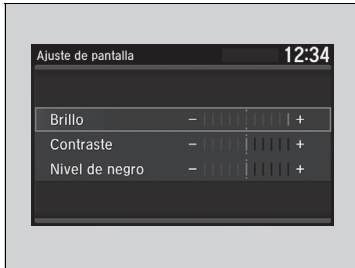 Ajuste de pantalla 12:34
Brillo - +
Contraste - +
Nivel de negro - +